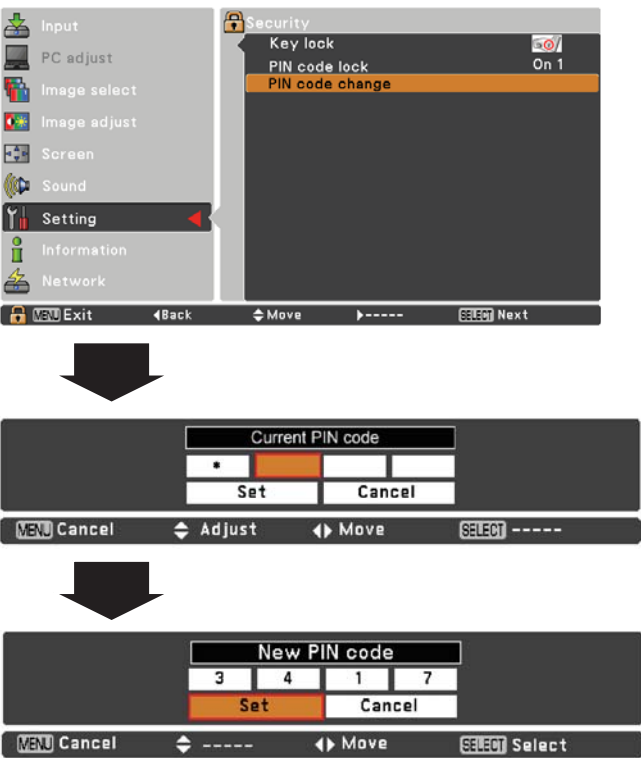 Input
PC adjust
Image select
Image adjust
Screen
Sound
Setting
Information
Network
Security
Key lock
PIN code lock On 1
PIN code change
MENU Exit Back Move ----- SELECT Next
Current PIN code
*
Set Cancel
MENU Cancel Adjust Move SELECT -----
New PIN code
3 4 1 7
Set Cancel
MENU Cancel ----- Move SELECT Select